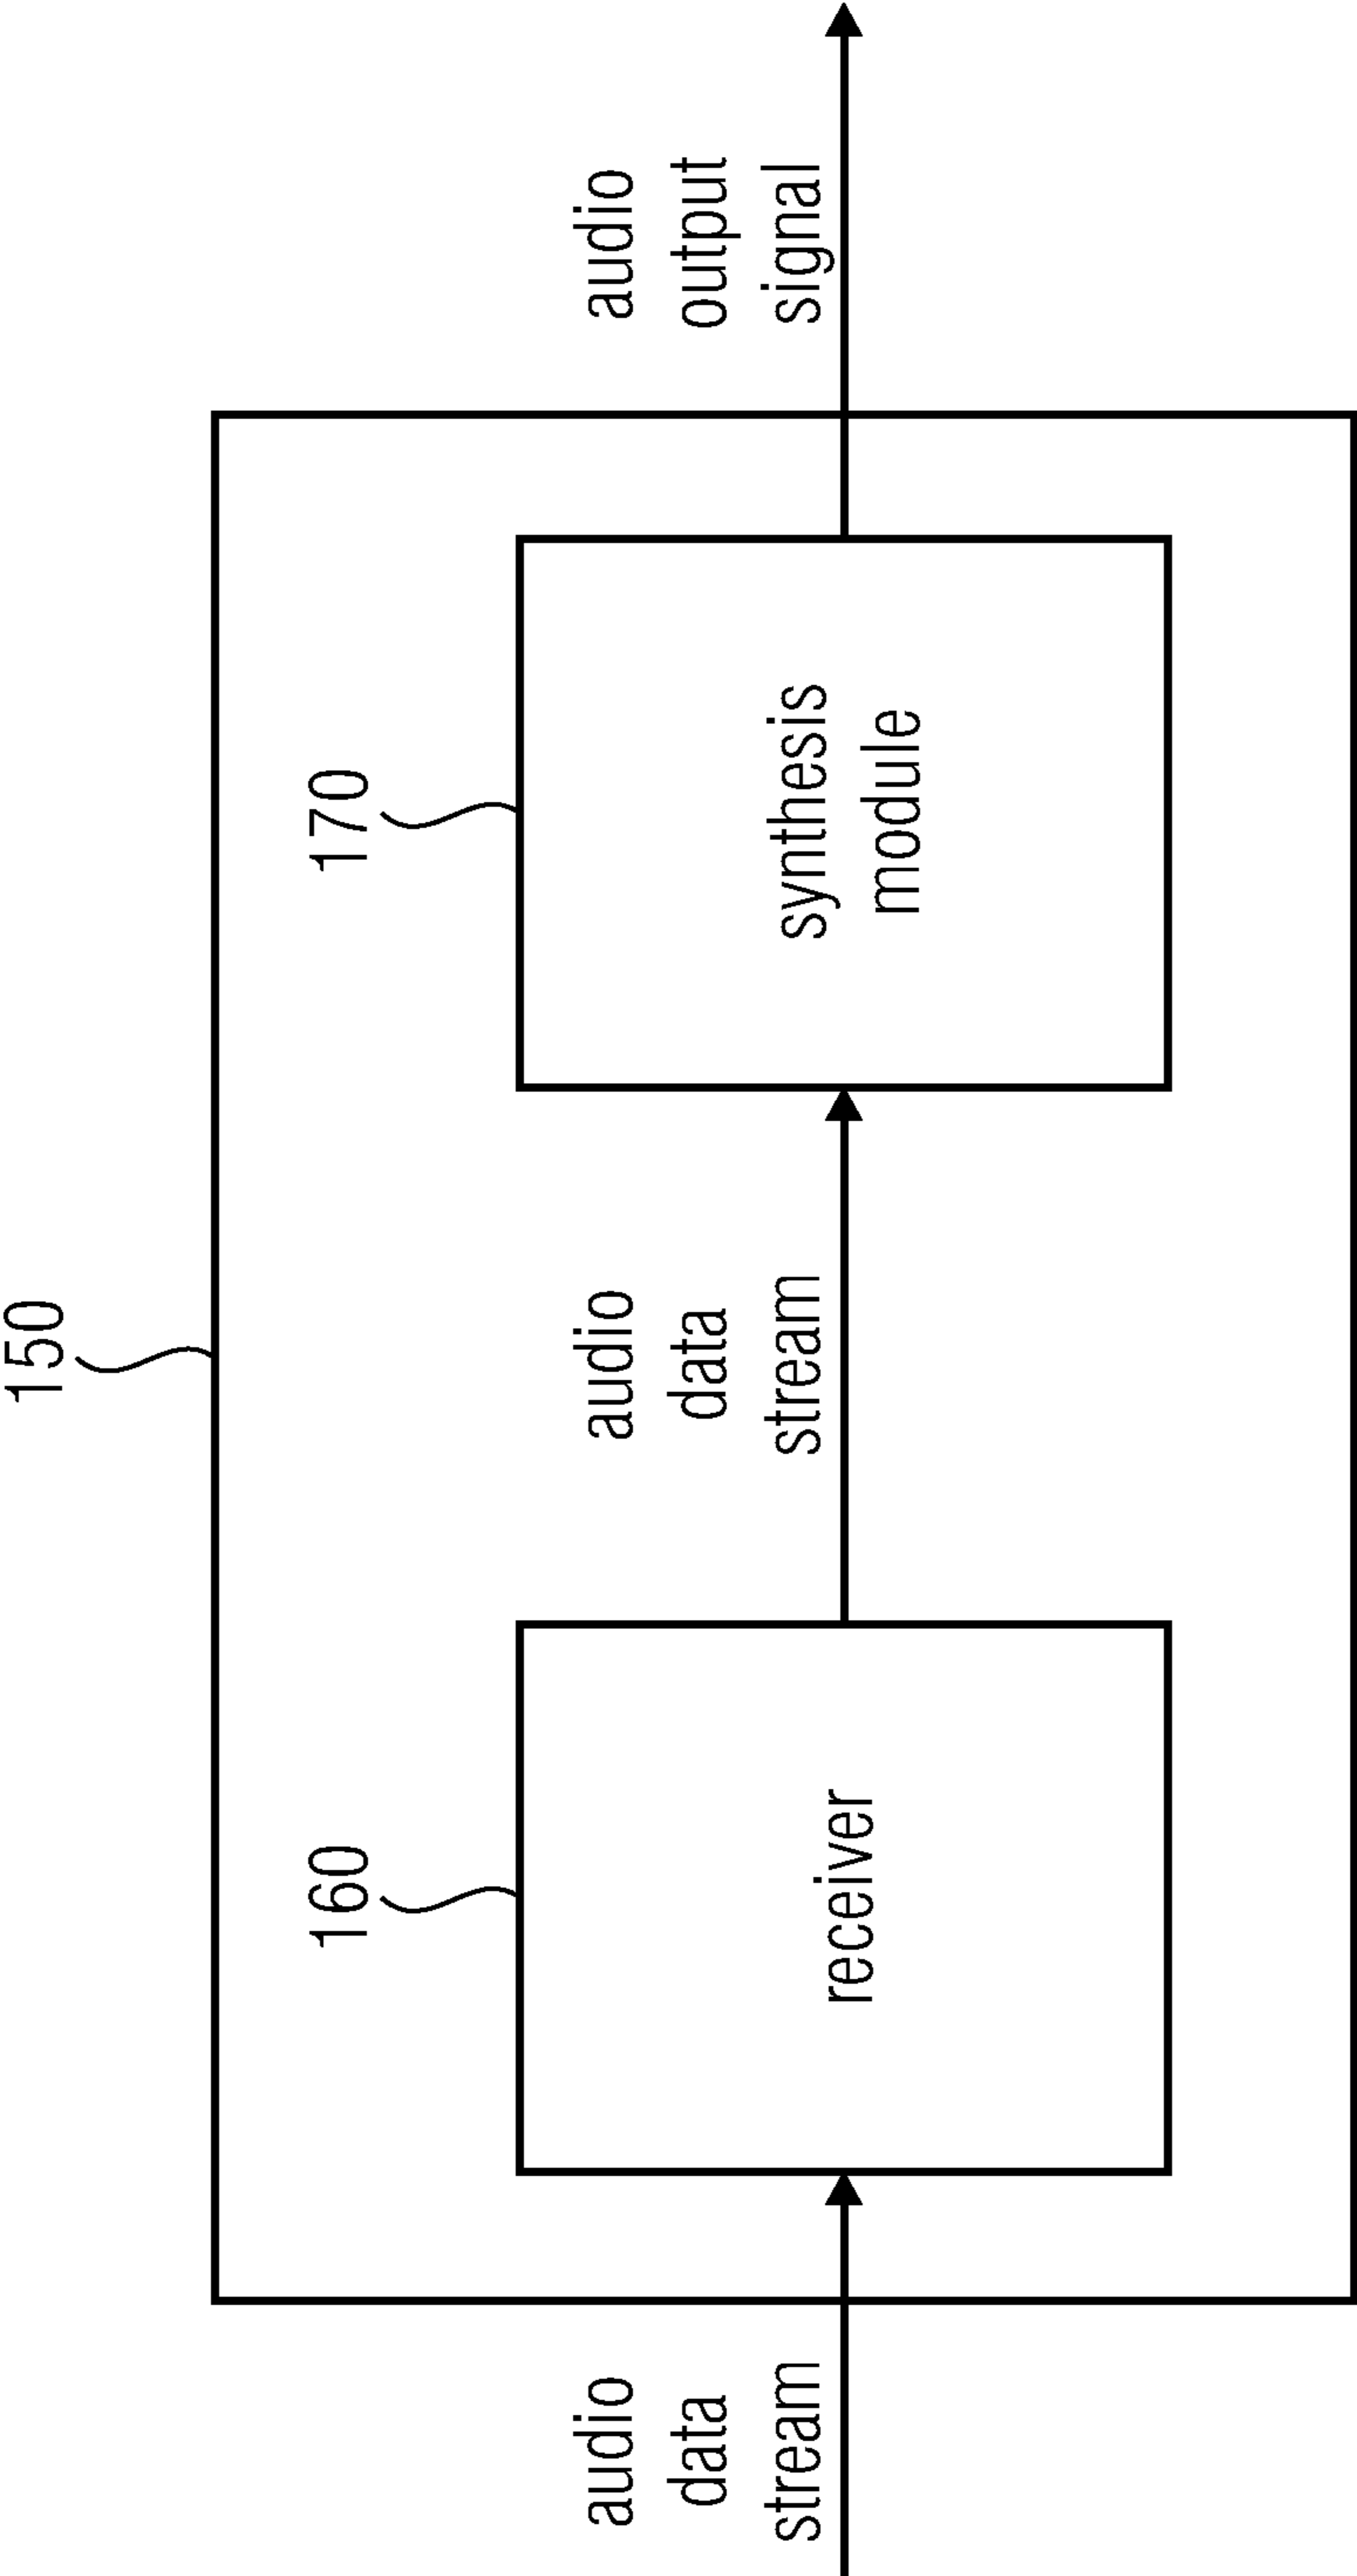 150
160
170
audio
data
stream
receiver
audio
data
stream
synthesis
module
audio
output
signal